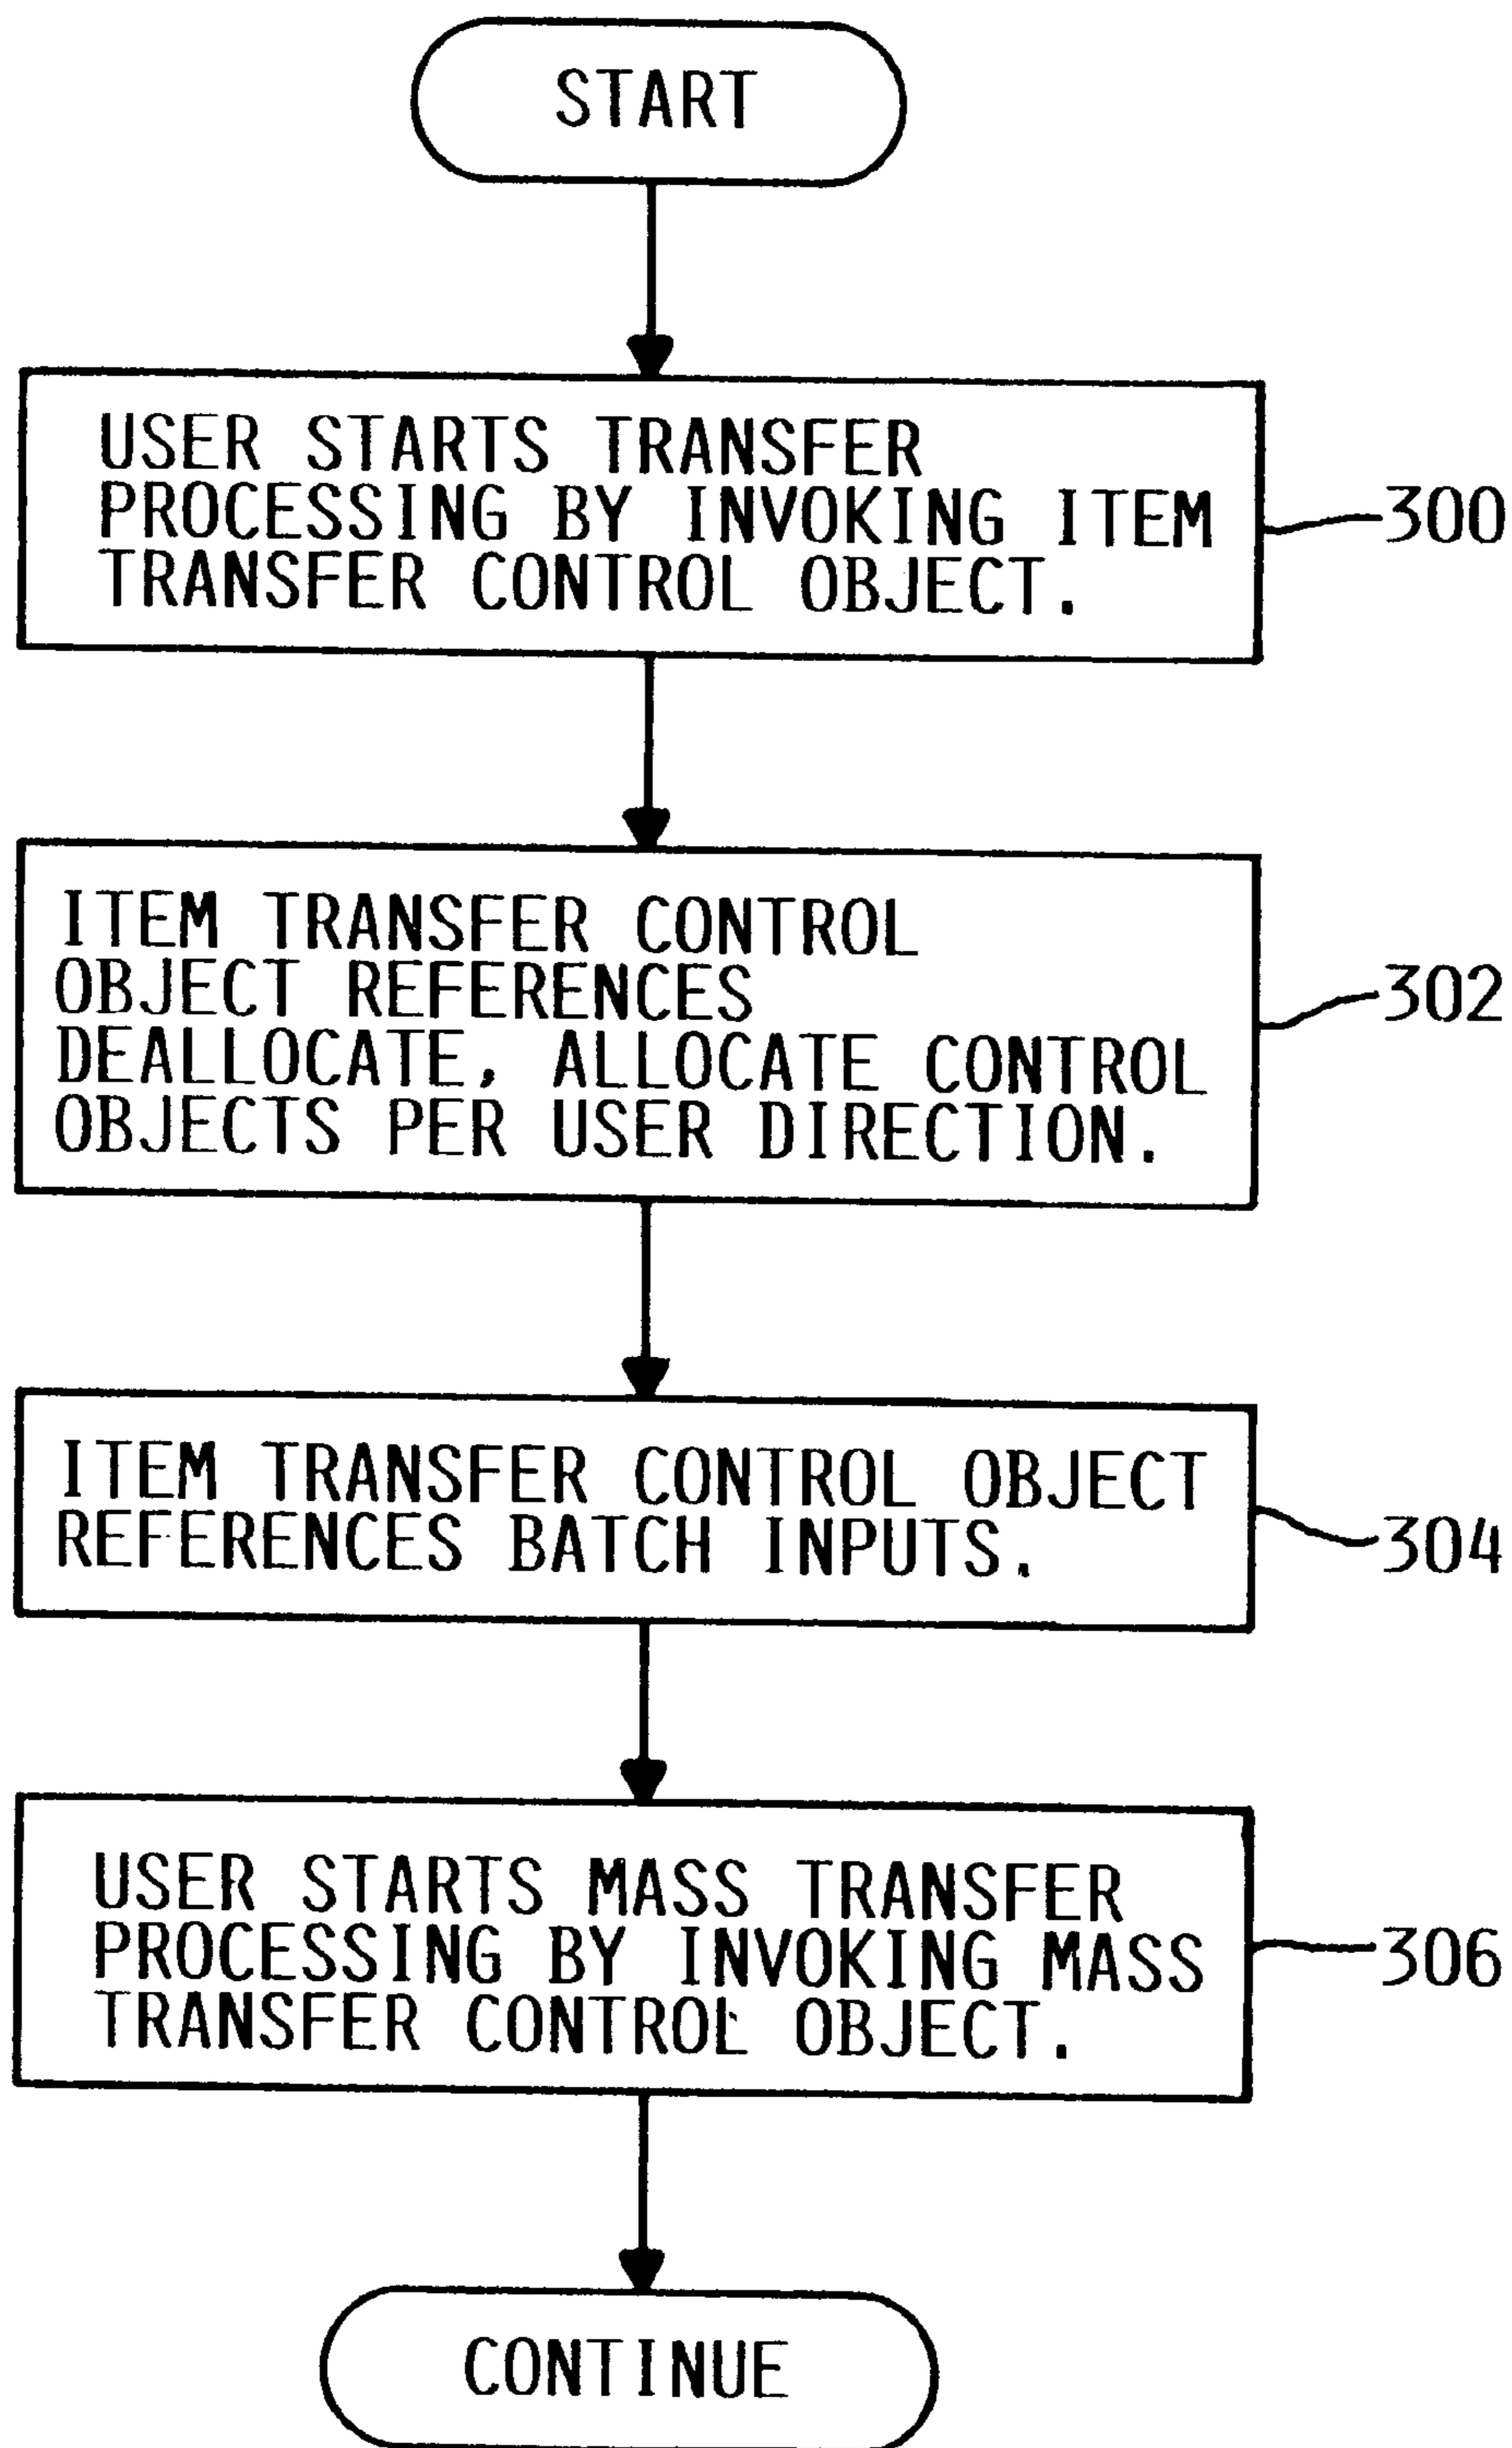 START
USER STARTS TRANSFER
PROCESSING BY INVOKING ITEM
TRANSFER CONTROL OBJECT.
300
ITEM TRANSFER CONTROL
OBJECT REFERENCES
DEALLOCATE, ALLOCATE CONTROL
OBJECTS PER USER DIRECTION.
302
ITEM TRANSFER CONTROL OBJECT
REFERENCES BATCH INPUTS.
304
USER STARTS MASS TRANSFER
PROCESSING BY INVOKING MASS
TRANSFER CONTROL OBJECT.
306
CONTINUE